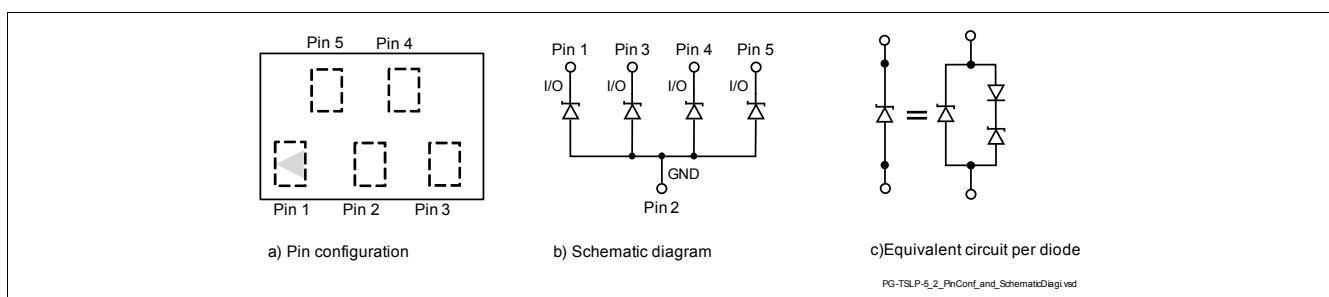 Pin 5 Pin 4
Pin 1 Pin 2 Pin 3
a) Pin configuration
Pin 1 Pin 3 Pin 4 Pin 5
I/O I/O I/O I/O
GND
Pin 2
b) Schematic diagram
c)Equivalent circuit per diode
PG-TSLP-5_2_PinConf_and_SchematicDiagi.vsd